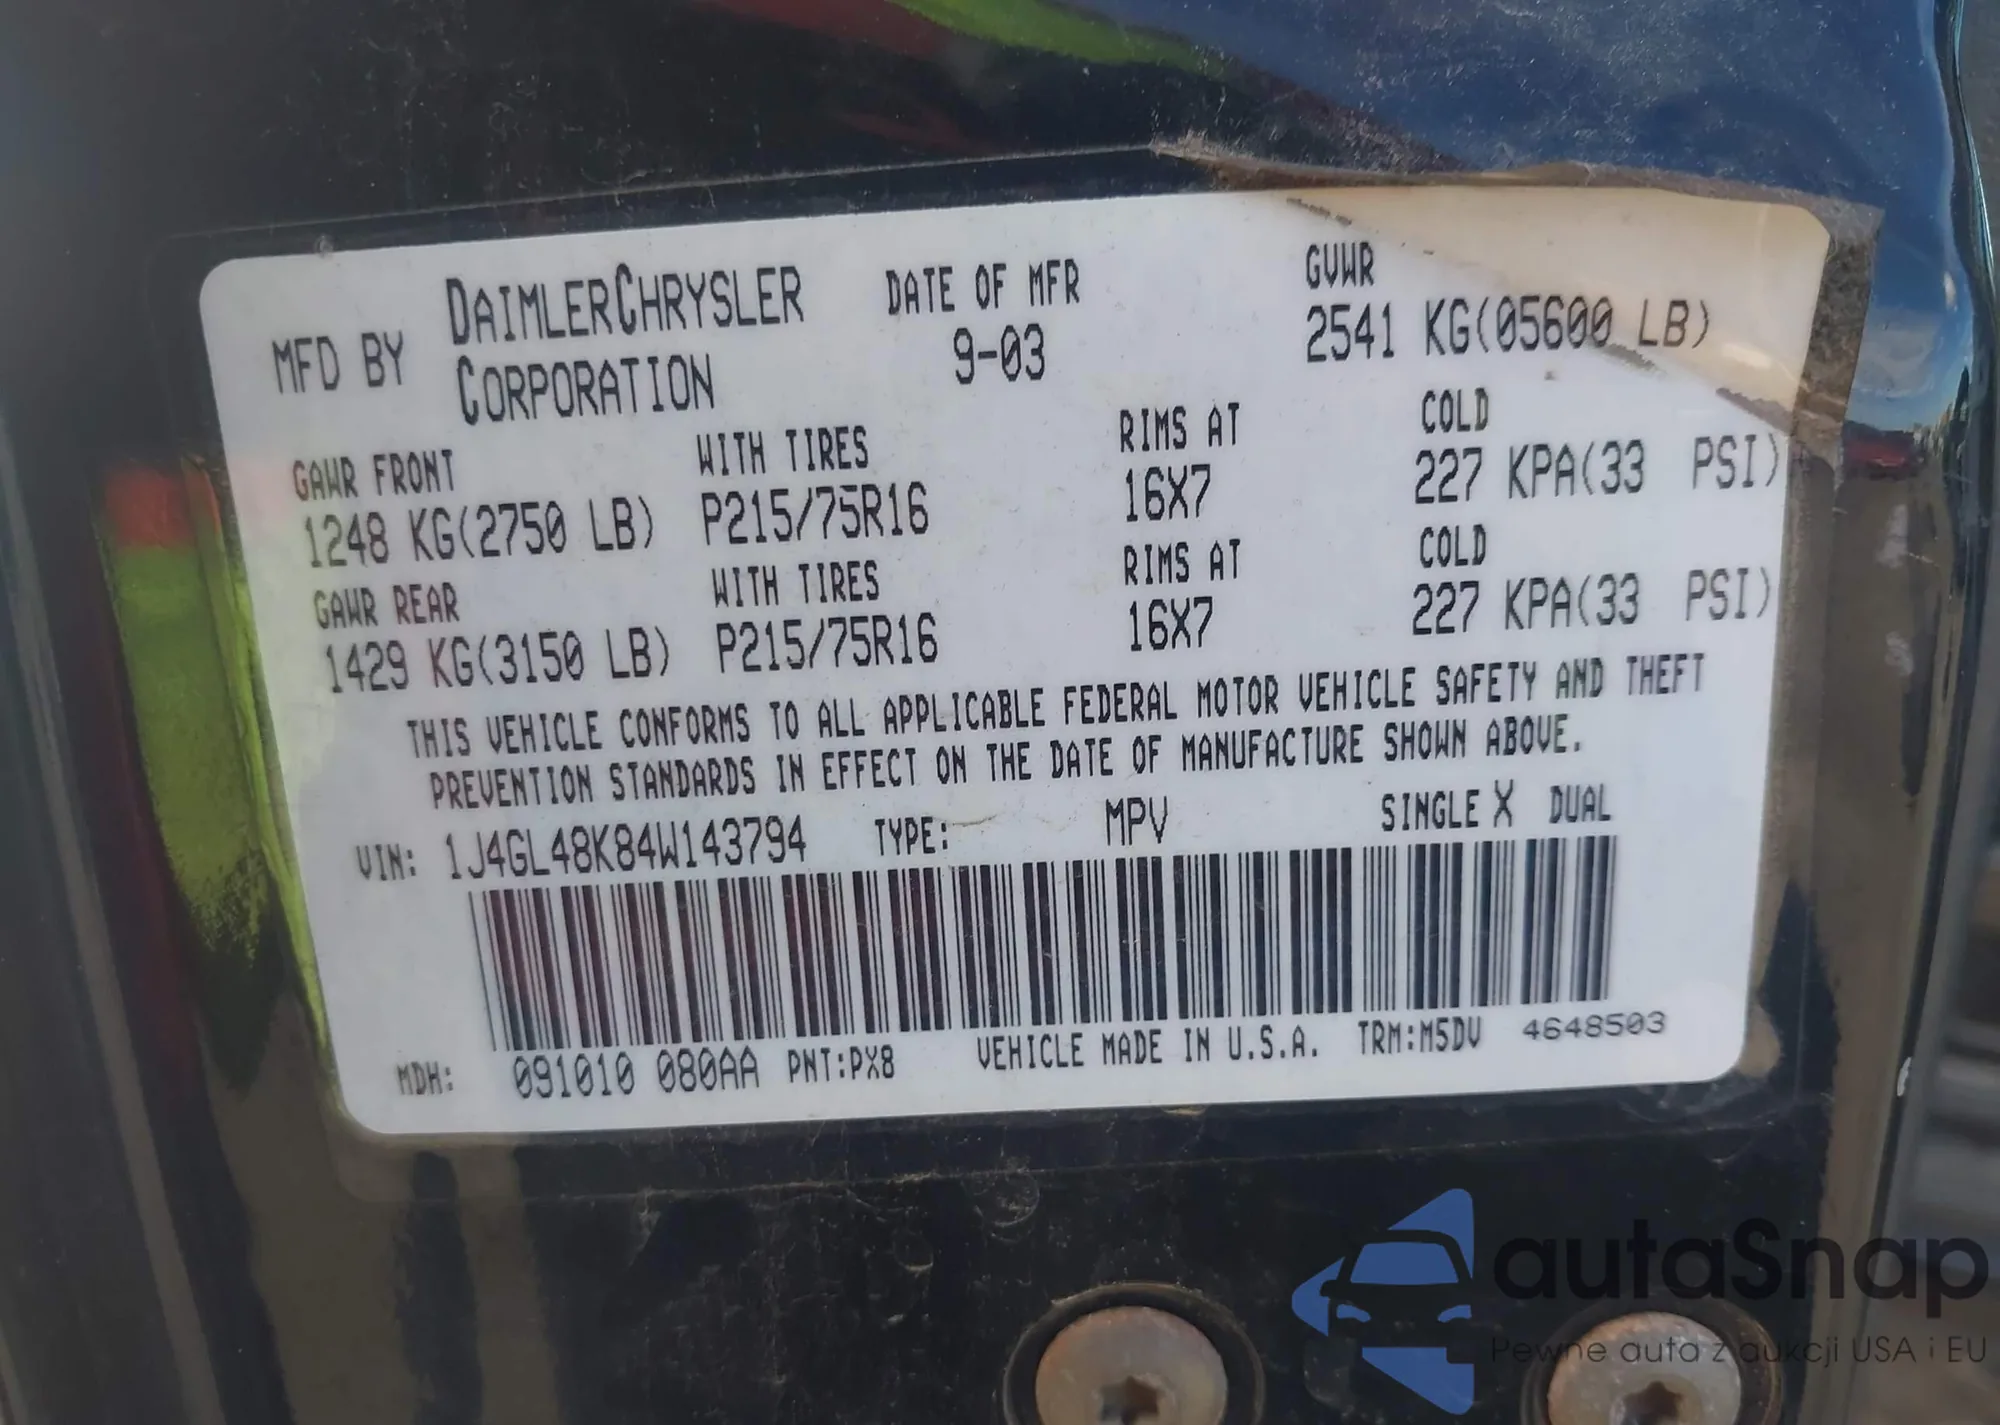 MFD BY DAIMLERCHRYSLER CORPORATION DATE OF MFR 9-03 GVWR 2541 KG(05600 LB)
GAWR FRONT WITH TIRES RIMS AT COLD
1248 KG(2750 LB) P215/75R16 16X7 227 KPA(33 PSI)
GAWR REAR WITH TIRES RIMS AT COLD
1429 KG(3150 LB) P215/75R16 16X7 227 KPA(33 PSI)
THIS VEHICLE CONFORMS TO ALL APPLICABLE FEDERAL MOTOR VEHICLE SAFETY AND THEFT
PREVENTION STANDARDS IN EFFECT ON THE DATE OF MANUFACTURE SHOWN ABOVE.
VIN: 1J4GL48K84W143794 TYPE: MPV SINGLE X DUAL
MDH: 091010 080AA PNT:PX8 VEHICLE MADE IN U.S.A. TRM:M5DV 4648503
autaSnap
Pewne auta z aukcji USA i EU